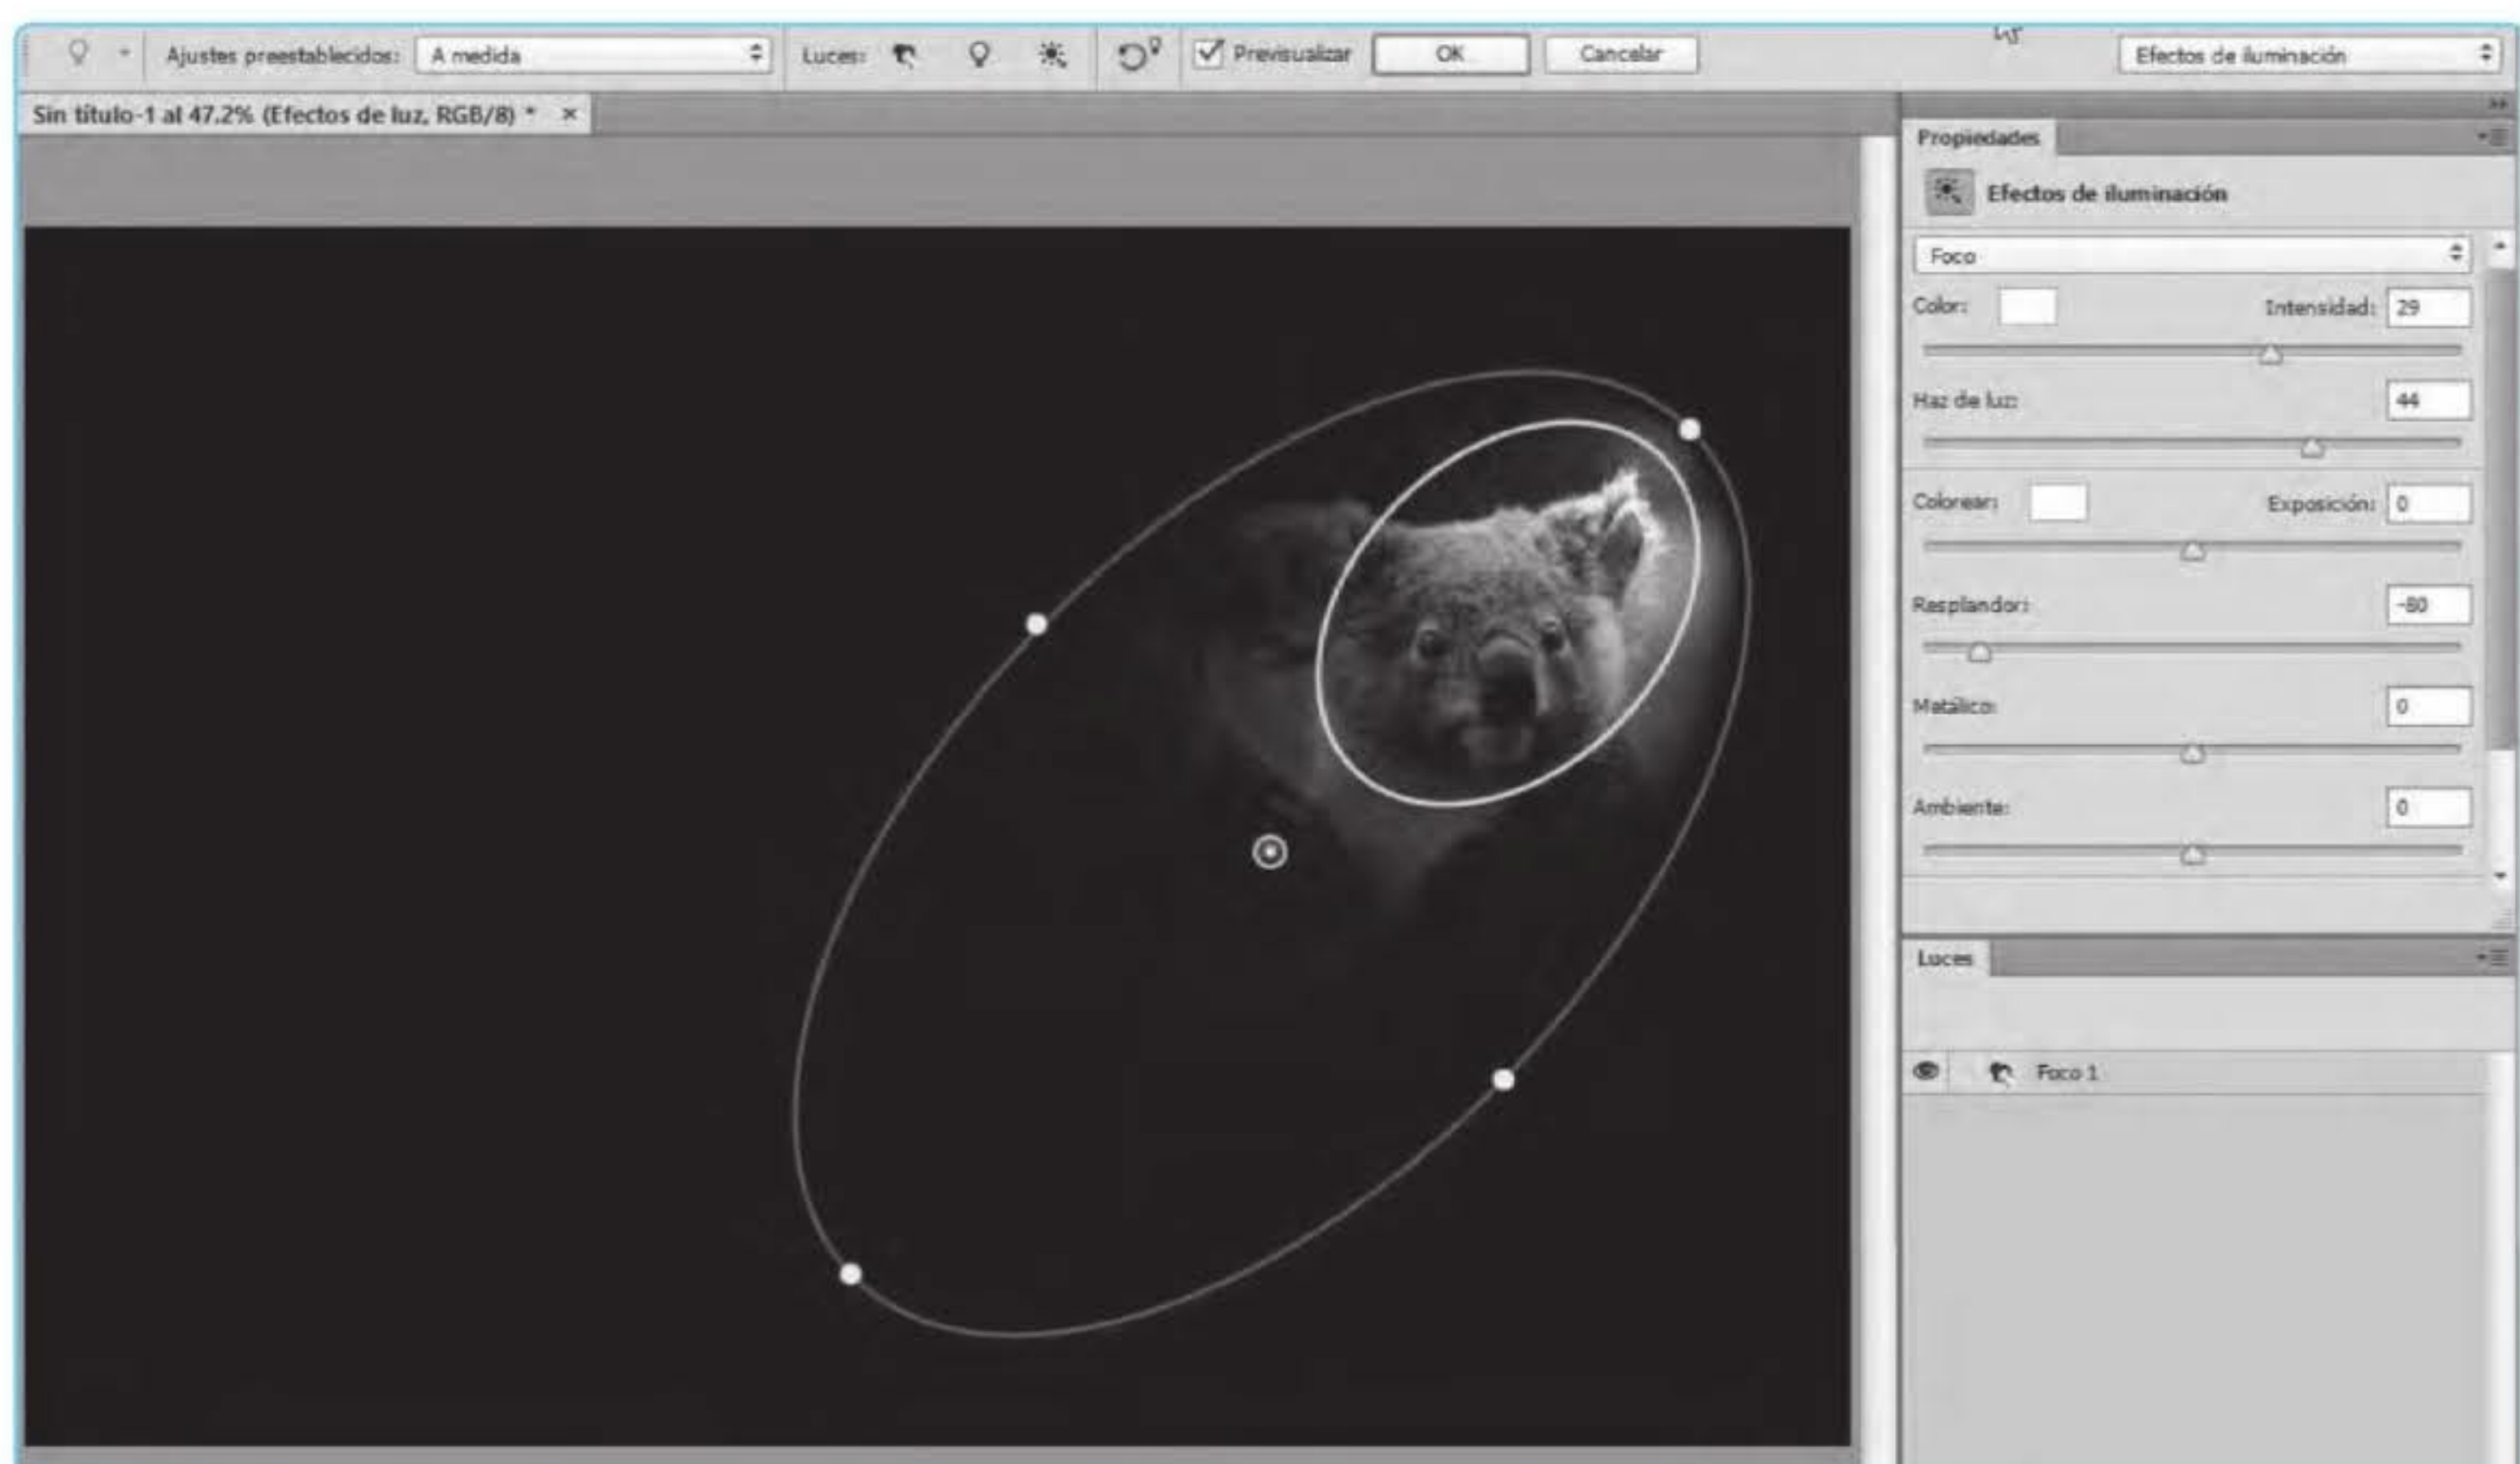 Ajustes preestablecidos: A medida Luces: Previsualizar OK Cancelar Efectos de iluminación
Sin título-1 al 47.2% (Efectos de luz, RGB/8) * ×
Propiedades
Efectos de iluminación
Foco
Color: Intensidad: 29
Haz de luz: 44
Colorear: Exposición: 0
Resplandor: -80
Metálico: 0
Ambiente: 0
Luces
Foco 1